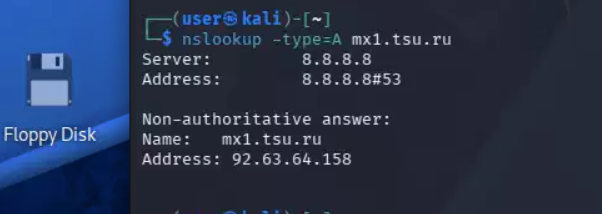 ┌──(user㉿kali)-[~]
└─$ nslookup -type=A mx1.tsu.ru
Server:         8.8.8.8
Address:        8.8.8.8#53
Non-authoritative answer:
Name:   mx1.tsu.ru
Address: 92.63.64.158
Floppy Disk